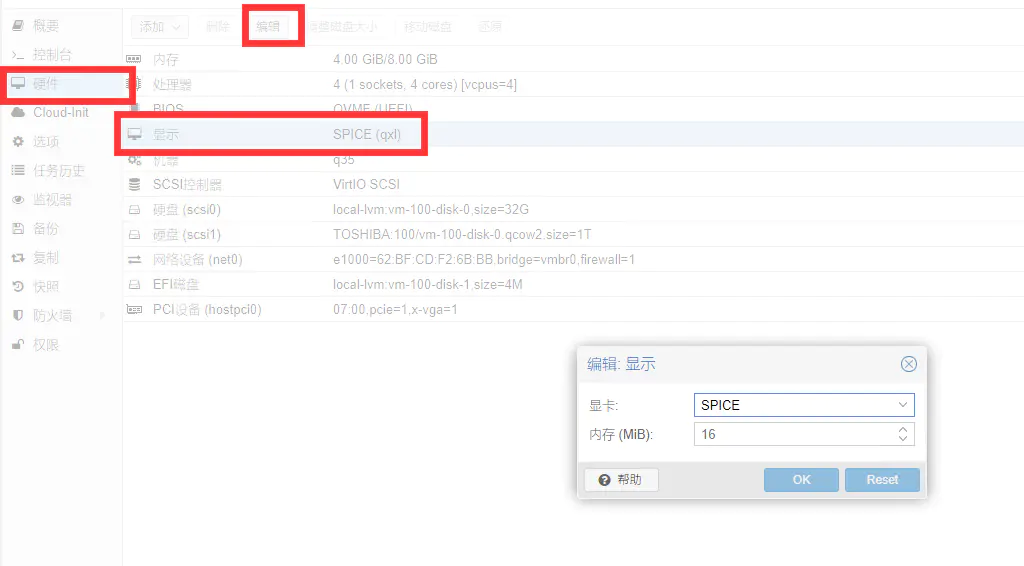 概要
控制台
硬件
Cloud-Init
选项
任务历史
监视器
备份
复制
快照
防火墙
权限
添加 删除 编辑 调整磁盘大小 移动磁盘 还原
内存 4.00 GiB/8.00 GiB
处理器 4 (1 sockets, 4 cores) [vcpus=4]
BIOS OVMF (UEFI)
显示 SPICE (qxl)
机器 q35
SCSI控制器 VirtIO SCSI
硬盘 (scsi0) local-lvm:vm-100-disk-0,size=32G
硬盘 (scsi1) TOSHIBA:100/vm-100-disk-0.qcow2,size=1T
网络设备 (net0) e1000=62:BF:CD:F2:6B:BB,bridge=vmbr0,firewall=1
EFI磁盘 local-lvm:vm-100-disk-1,size=4M
PCI设备 (hostpci0) 07:00,pcie=1,x-vga=1
编辑: 显示
显卡: SPICE
内存 (MiB): 16
帮助 OK Reset